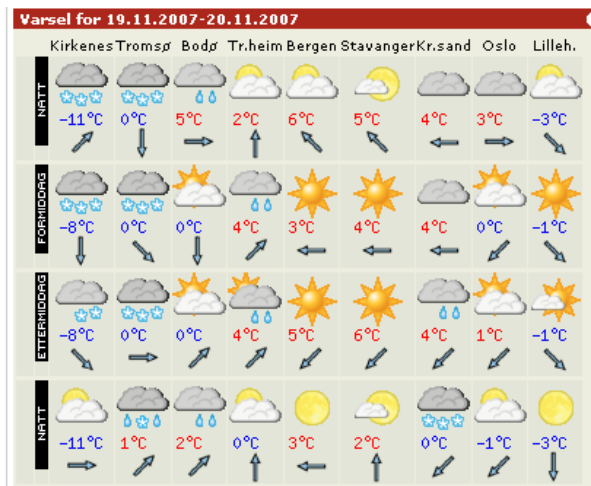 Varsel for 19.11.2007-20.11.2007
Kirkenes Tromsø Bodø Tr.heim Bergen Stavanger Kr.sand Oslo Lilleh.
NATT
-11°C 0°C 5°C 2°C 6°C 5°C 4°C 3°C -3°C
FORMIDDAG
-8°C 0°C 0°C 4°C 3°C 4°C 4°C 0°C -1°C
ETTERMIDDAG
-8°C 0°C 0°C 4°C 5°C 6°C 4°C 1°C -1°C
NATT
-11°C 1°C 2°C 0°C 3°C 2°C 0°C -1°C -3°C